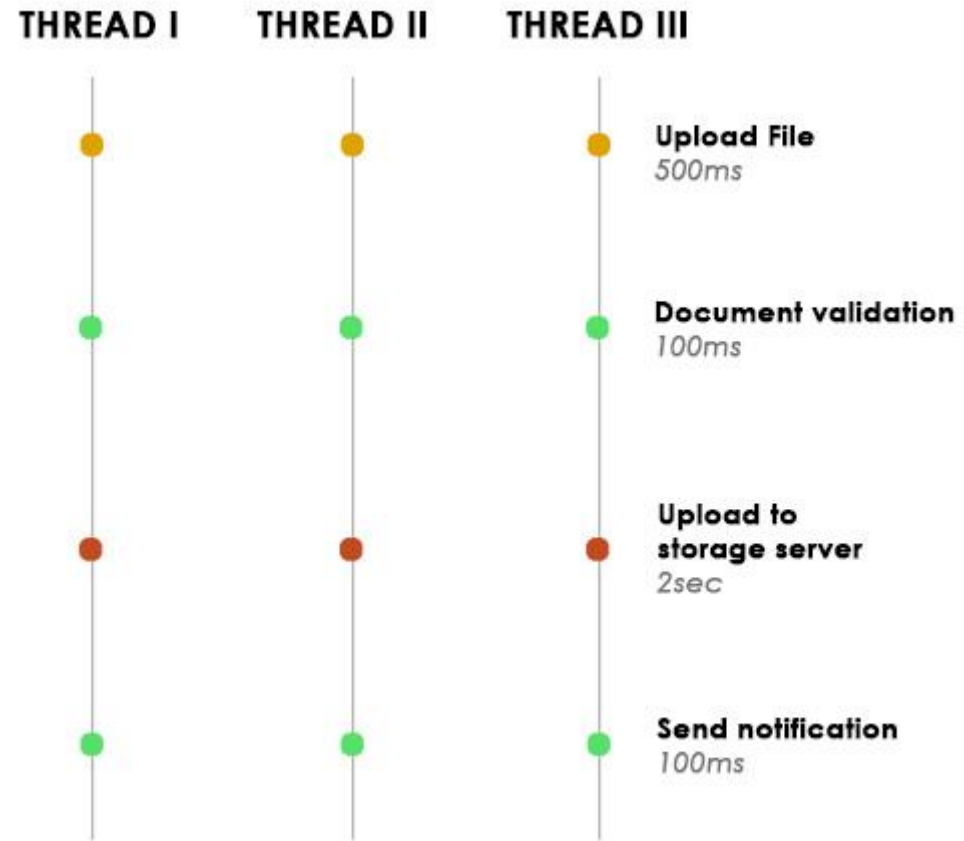 THREAD I THREAD II THREAD III
Upload File
500ms
Document validation
100ms
Upload to
storage server
2sec
Send notification
100ms